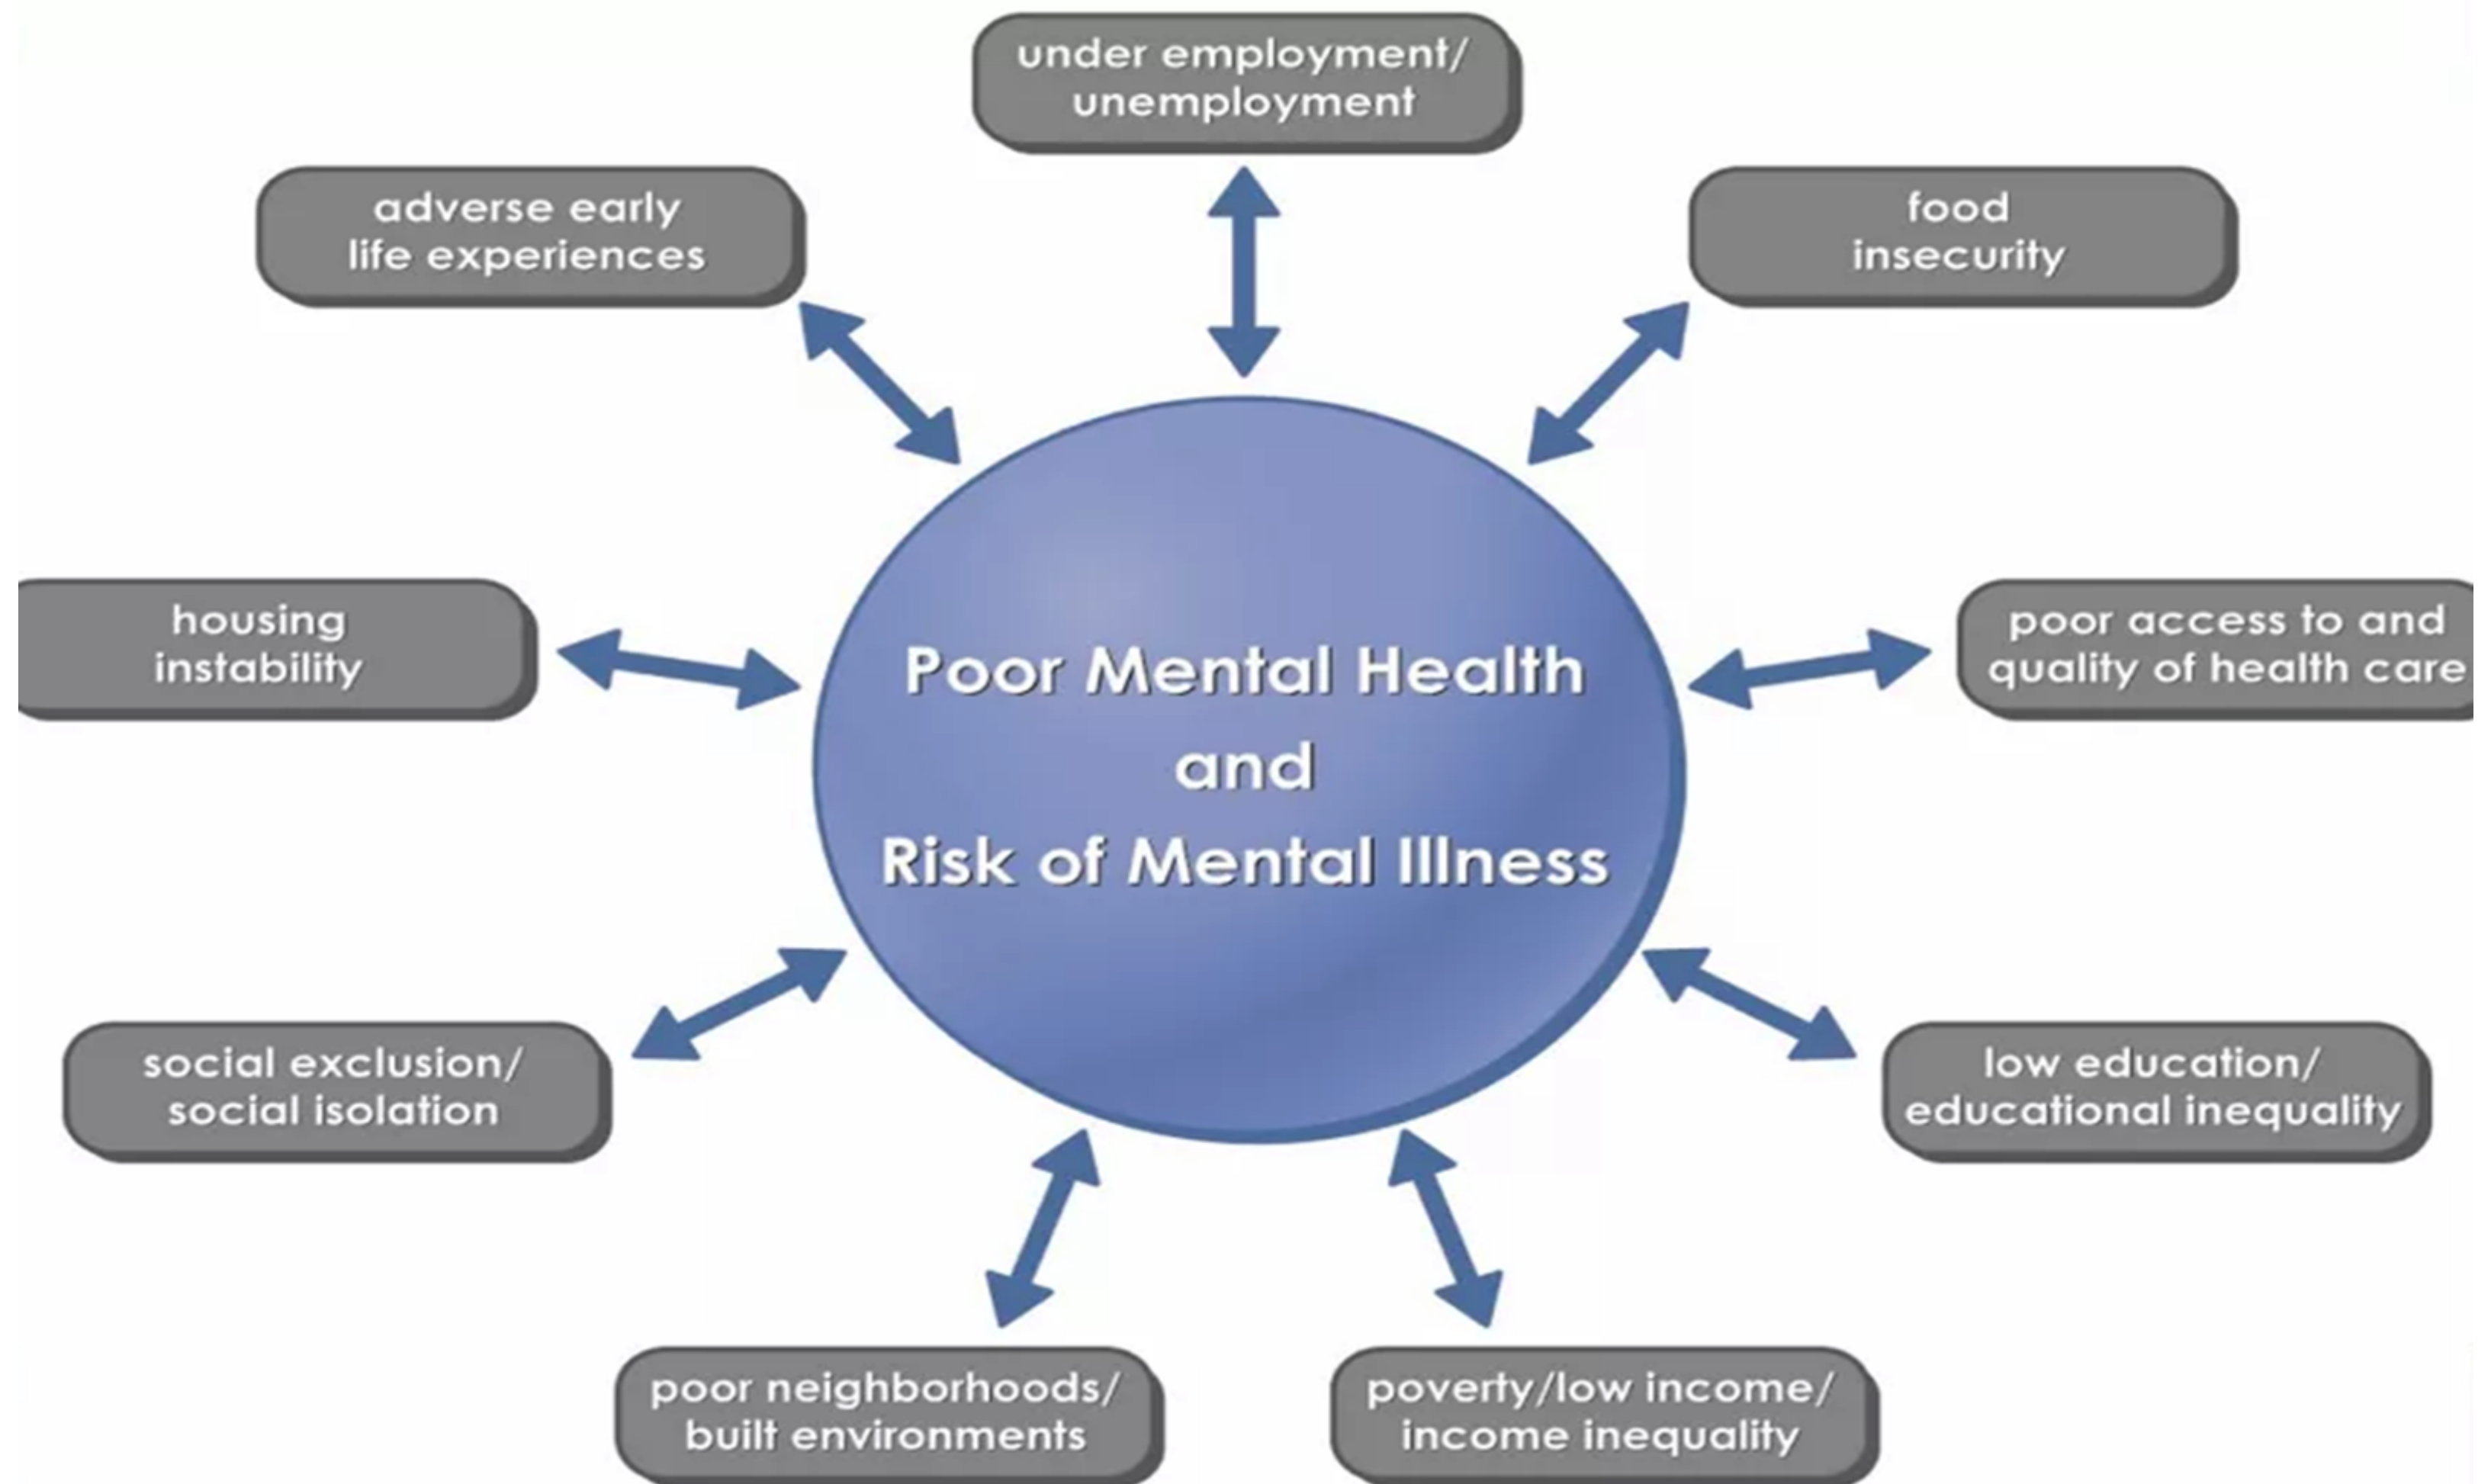 under employment/
unemployment
adverse early
life experiences
food
insecurity
housing
instability
poor access to and
quality of health care
Poor Mental Health
and
Risk of Mental Illness
social exclusion/
social isolation
low education/
educational inequality
poor neighborhoods/
built environments
poverty/low income/
income inequality